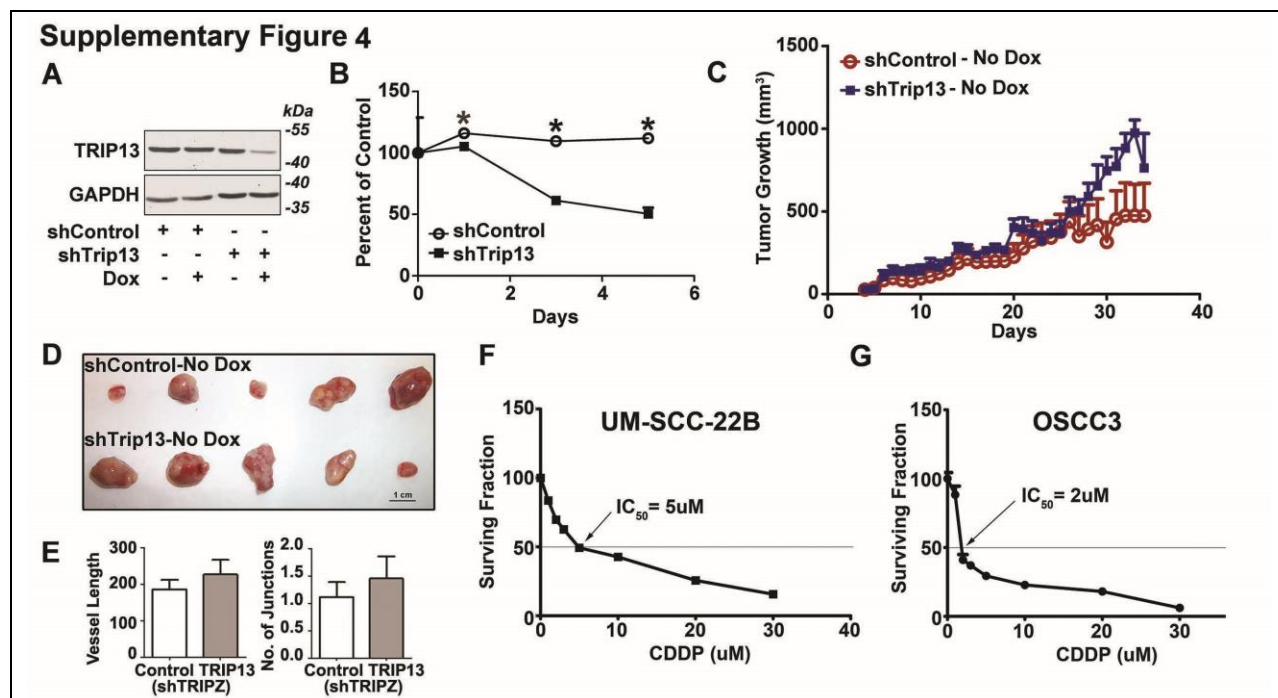 Supplementary Figure 4
A
kDa
TRIP13
-55
-40
GAPDH
-40
-35
shControl + + - -
shTrip13 - - + +
Dox - + - +
B
Percent of Control
150
100
50
0
* * *
shControl
shTrip13
0 2 4 6
Days
C
Tumor Growth (mm³)
1500
1000
500
0
shControl - No Dox
shTrip13 - No Dox
0 10 20 30 40
Days
D
shControl-No Dox
shTrip13-No Dox
1 cm
E
Vessel Length
300
200
100
0
Control TRIP13
(shTRIPZ)
No. of Junctions
2.0
1.5
1.0
0.5
0.0
Control TRIP13
(shTRIPZ)
F
UM-SCC-22B
Surving Fraction
150
100
50
0
IC₅₀= 5uM
0 10 20 30 40
CDDP (uM)
G
OSCC3
Surviving Fraction
150
100
50
0
IC₅₀= 2uM
0 10 20 30
CDDP (uM)